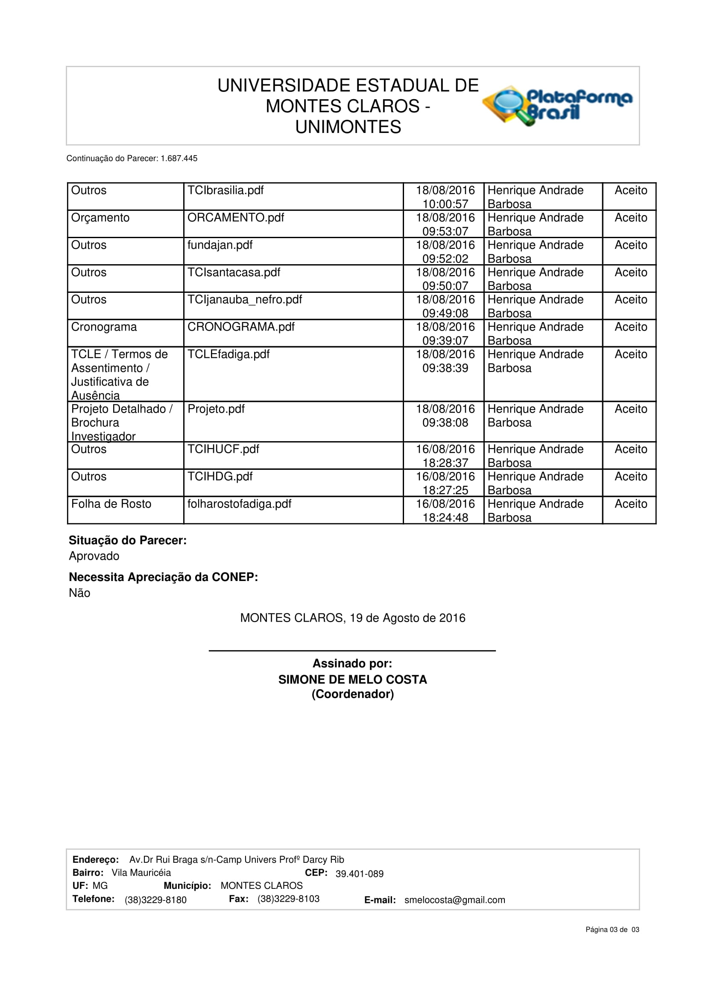 UNIVERSIDADE ESTADUAL DE
MONTES CLAROS -
UNIMONTES
Plataforma
Brasil
Continuação do Parecer: 1.687.445
Outros TCIbrasilia.pdf 18/08/2016 Henrique Andrade Aceito
10:00:57 Barbosa
Orçamento ORCAMENTO.pdf 18/08/2016 Henrique Andrade Aceito
09:53:07 Barbosa
Outros fundajan.pdf 18/08/2016 Henrique Andrade Aceito
09:52:02 Barbosa
Outros TCIsantacasa.pdf 18/08/2016 Henrique Andrade Aceito
09:50:07 Barbosa
Outros TCIjanauba_nefro.pdf 18/08/2016 Henrique Andrade Aceito
09:49:08 Barbosa
Cronograma CRONOGRAMA.pdf 18/08/2016 Henrique Andrade Aceito
09:39:07 Barbosa
TCLE / Termos de TCLEfadiga.pdf 18/08/2016 Henrique Andrade Aceito
Assentimento / 09:38:39 Barbosa
Justificativa de
Ausência
Projeto Detalhado / Projeto.pdf 18/08/2016 Henrique Andrade Aceito
Brochura 09:38:08 Barbosa
Investigador
Outros TCIHUCF.pdf 16/08/2016 Henrique Andrade Aceito
18:28:37 Barbosa
Outros TCIHDG.pdf 16/08/2016 Henrique Andrade Aceito
18:27:25 Barbosa
Folha de Rosto folharostofadiga.pdf 16/08/2016 Henrique Andrade Aceito
18:24:48 Barbosa
Situação do Parecer:
Aprovado
Necessita Apreciação da CONEP:
Não
MONTES CLAROS, 19 de Agosto de 2016
Assinado por:
SIMONE DE MELO COSTA
(Coordenador)
Endereço: Av.Dr Rui Braga s/n-Camp Univers Profº Darcy Rib
Bairro: Vila Mauricéia CEP: 39.401-089
UF: MG Município: MONTES CLAROS
Telefone: (38)3229-8180 Fax: (38)3229-8103 E-mail: smelocosta@gmail.com
Página 03 de 03